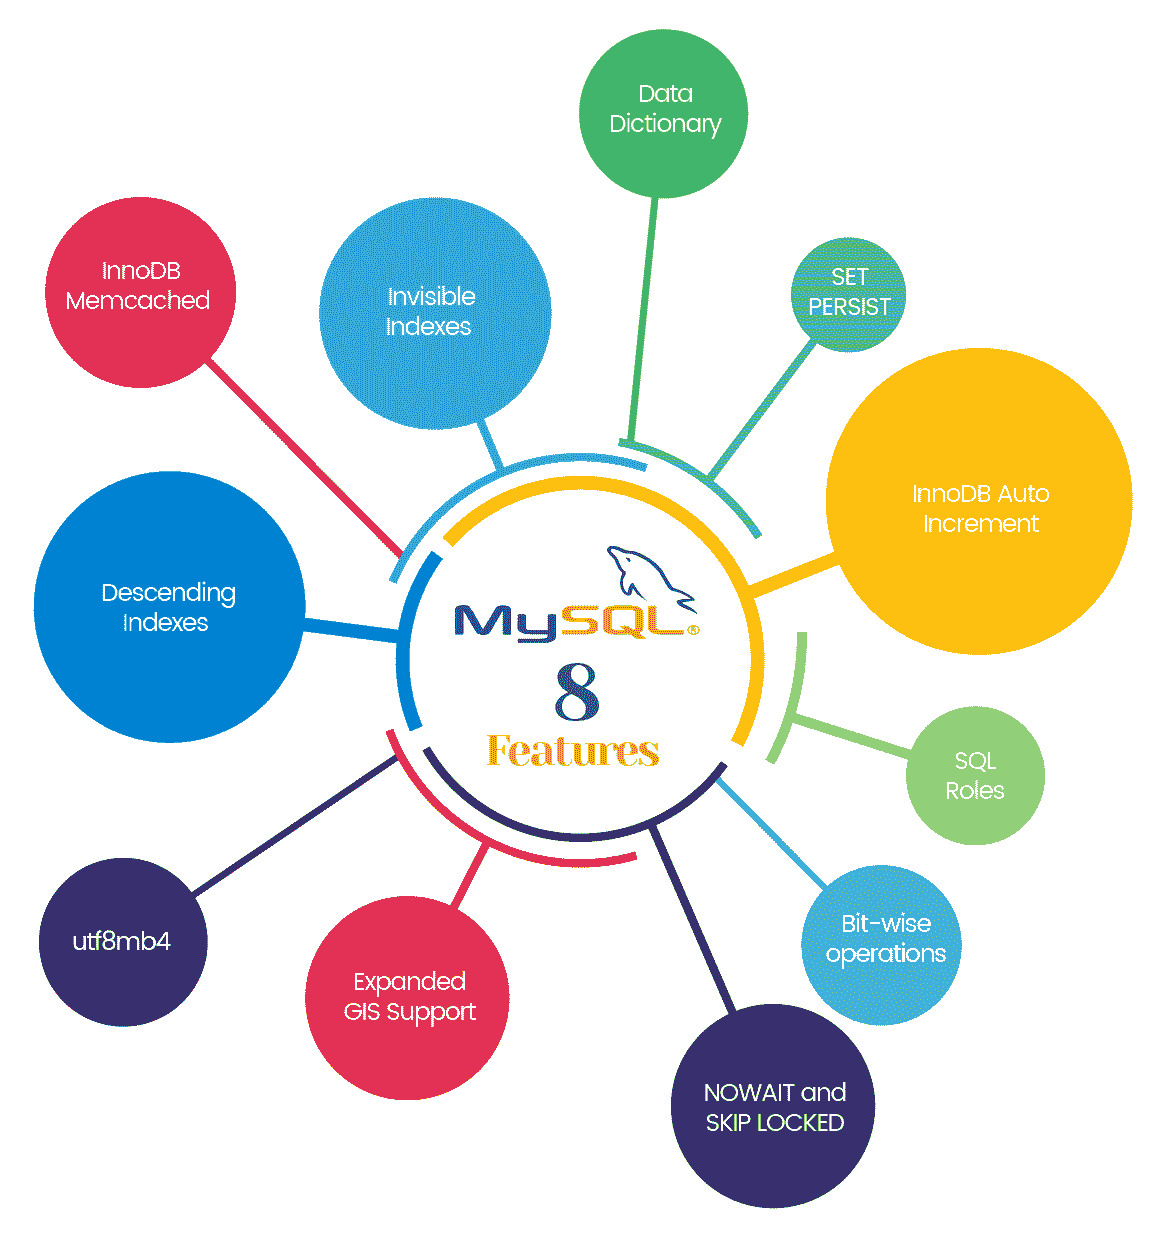 Data
Dictionary
InnoDB
Memcached
Invisible
Indexes
SET
PERSIST
InnoDB Auto
Increment
Descending
Indexes
MySQL®
8
Features
SQL
Roles
utf8mb4
Expanded
GIS Support
Bit-wise
operations
NOWAIT and
SKIP LOCKED